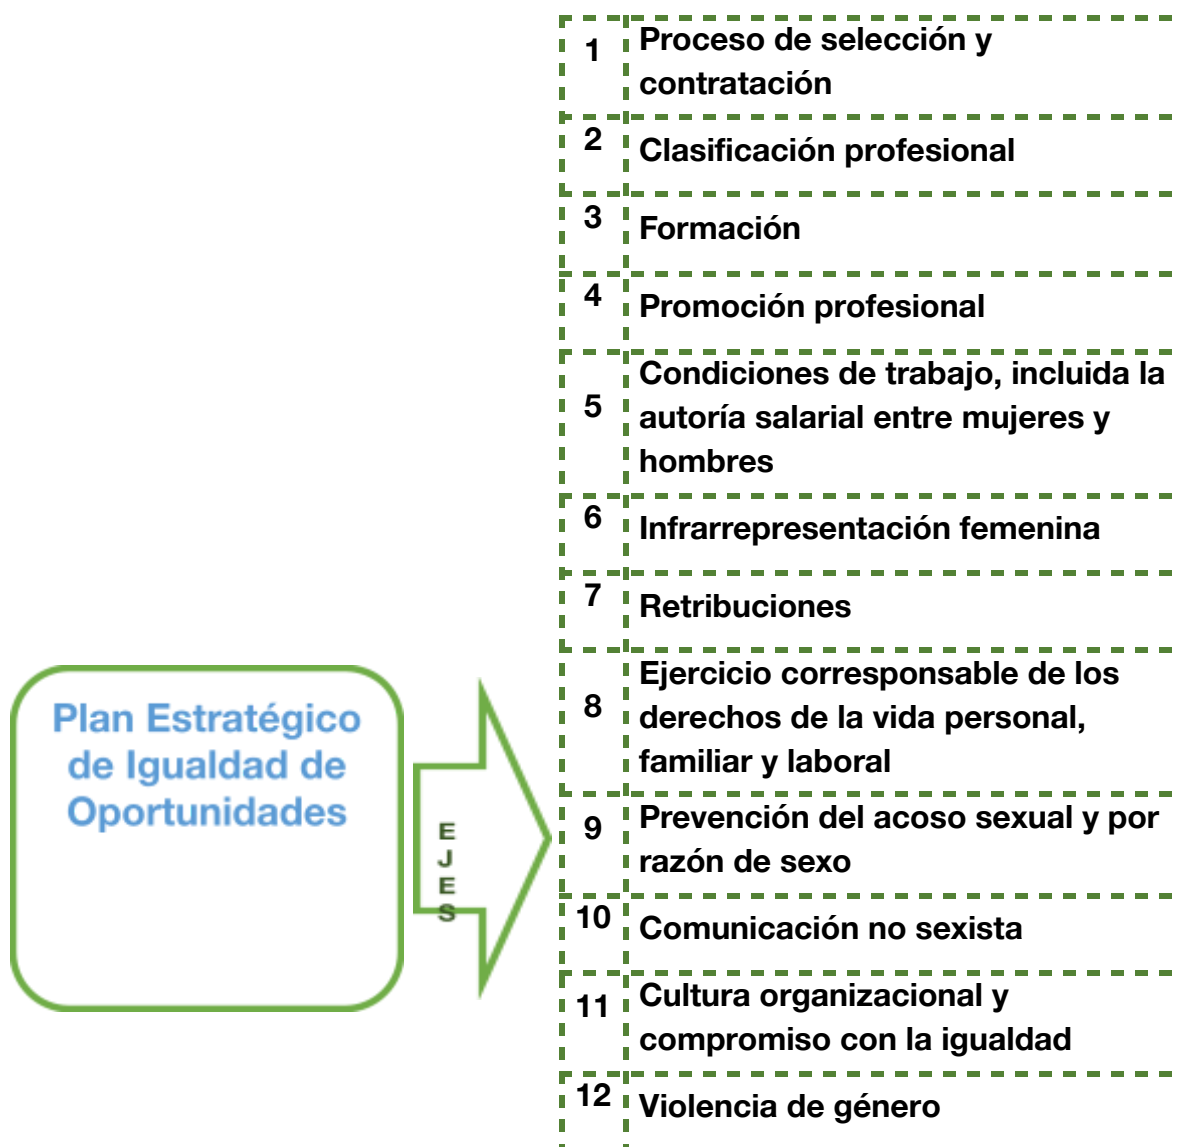 Plan Estratégico
de Igualdad de
Oportunidades
E
J
E
S
1
Proceso de selección y
contratación
2
Clasificación profesional
3
Formación
4
Promoción profesional
5
Condiciones de trabajo, incluida la
autoría salarial entre mujeres y
hombres
6
Infrarrepresentación femenina
7
Retribuciones
8
Ejercicio corresponsable de los
derechos de la vida personal,
familiar y laboral
9
Prevención del acoso sexual y por
razón de sexo
10
Comunicación no sexista
11
Cultura organizacional y
compromiso con la igualdad
12
Violencia de género